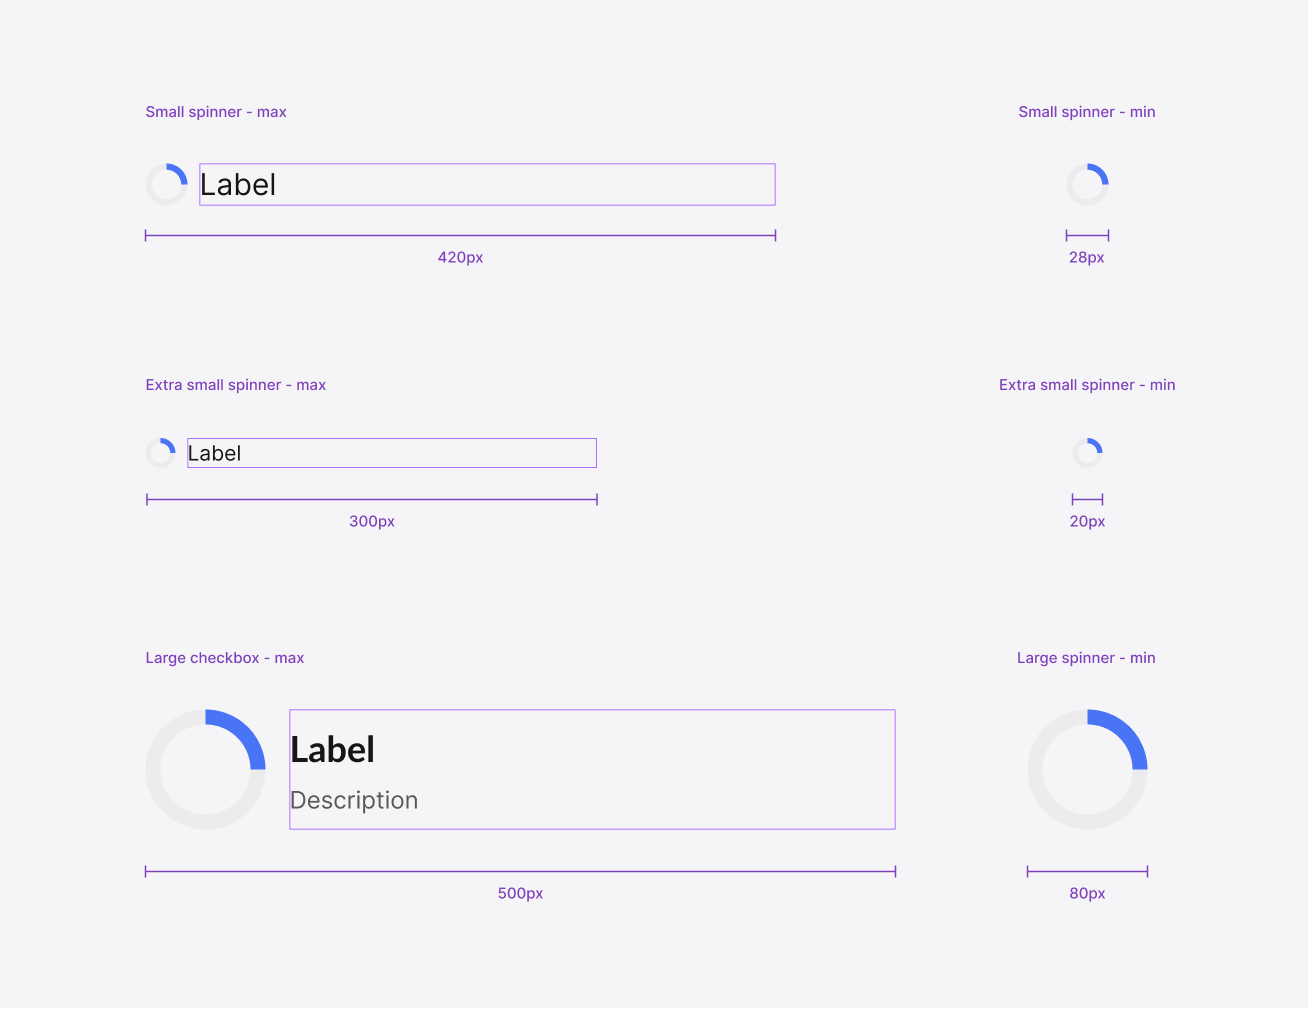 Small spinner - max
Small spinner - min
Label
420px
28px
Extra small spinner - max
Extra small spinner - min
Label
300px
20px
Large checkbox - max
Large spinner - min
Label
Description
500px
80px